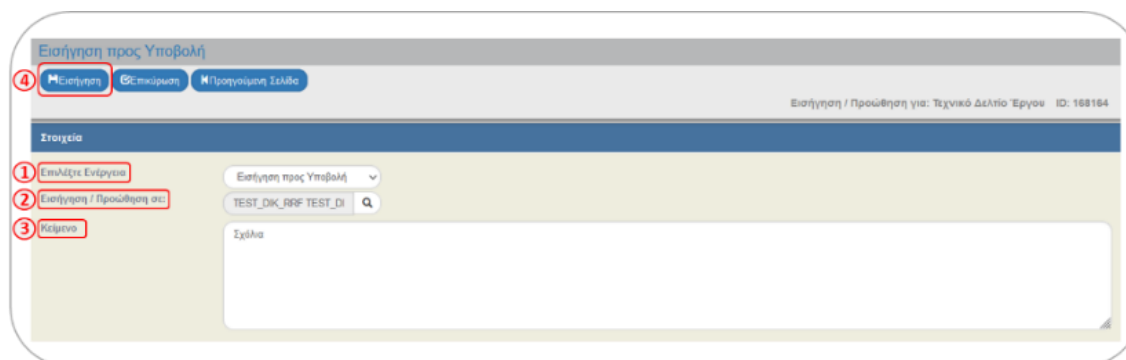 Εισήγηση προς Υποβολή
④ Εισήγηση Επικύρωση Προηγούμενη Σελίδα
Εισήγηση / Προώθηση για: Τεχνικό Δελτίο Έργου ID: 168164
Στοιχεία
① Επιλέξτε Ενέργεια Εισήγηση προς Υποβολή
② Εισήγηση / Προώθηση σε: TEST_DIK_RRF TEST_DI
③ Κείμενο Σχόλια